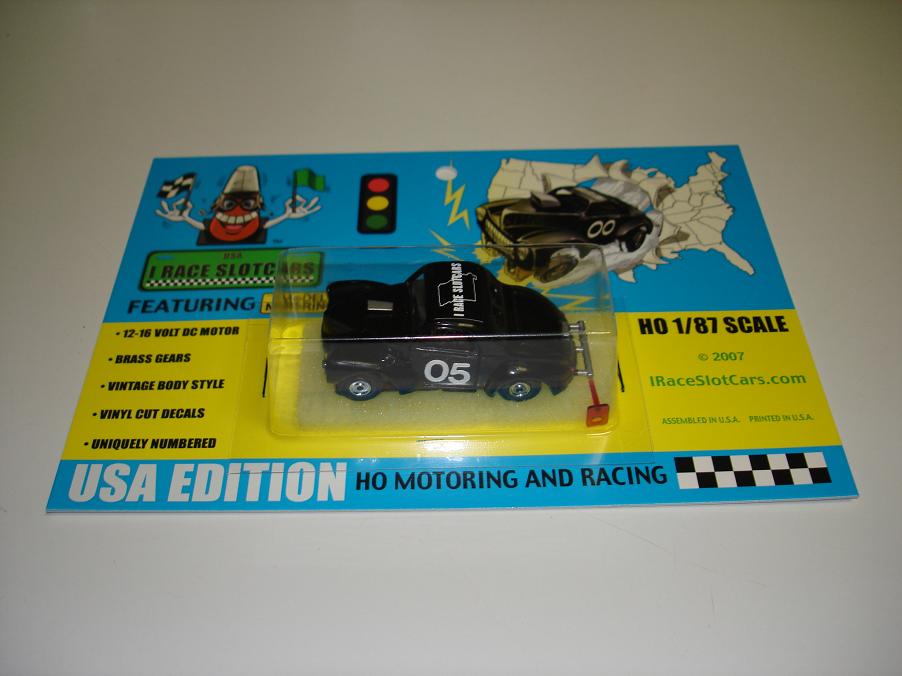 USA
I RACE SLOTCARS
TM
FEATURING
• 12-16 VOLT DC MOTOR
• BRASS GEARS
• VINTAGE BODY STYLE
• VINYL CUT DECALS
• UNIQUELY NUMBERED
00
I RACE SLOTCARS
05
HO 1/87 SCALE
© 2007
IRaceSlotCars.com
ASSEMBLED IN U.S.A. PRINTED IN U.S.A.
USA EDITION HO MOTORING AND RACING